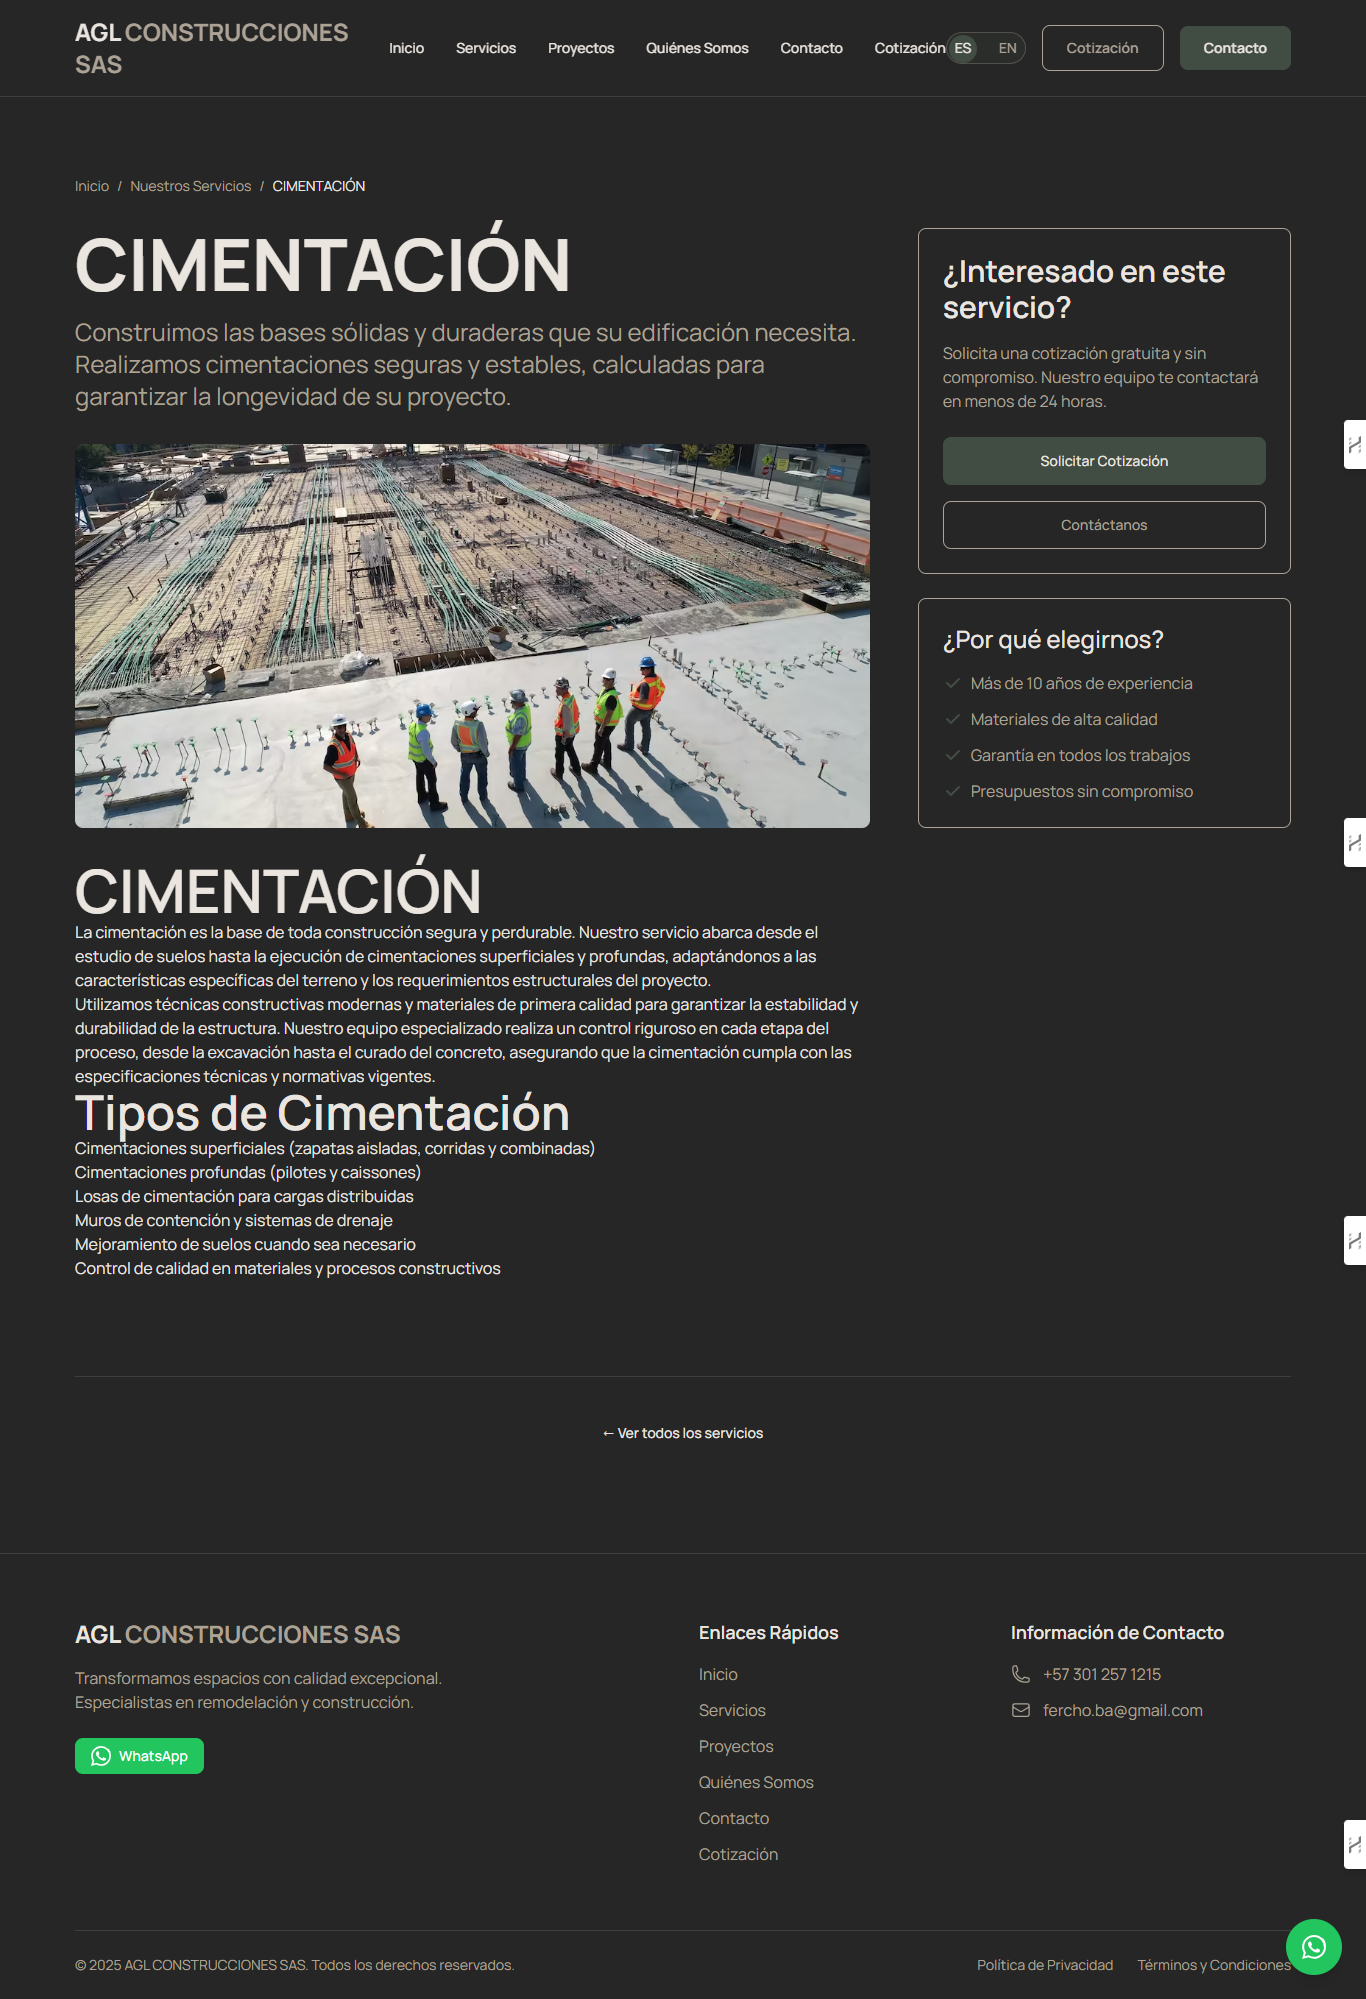 AGL CONSTRUCCIONES
SAS
Inicio
Servicios
Proyectos
Quiénes Somos
Contacto
Cotización
ES
EN
Cotización
Contacto
Inicio / Nuestros Servicios / CIMENTACIÓN
CIMENTACIÓN
Construimos las bases sólidas y duraderas que su edificación necesita.
Realizamos cimentaciones seguras y estables, calculadas para
garantizar la longevidad de su proyecto.
¿Interesado en este
servicio?
Solicita una cotización gratuita y sin
compromiso. Nuestro equipo te contactará
en menos de 24 horas.
Solicitar Cotización
Contáctanos
¿Por qué elegirnos?
Más de 10 años de experiencia
Materiales de alta calidad
Garantía en todos los trabajos
Presupuestos sin compromiso
CIMENTACIÓN
La cimentación es la base de toda construcción segura y perdurable. Nuestro servicio abarca desde el
estudio de suelos hasta la ejecución de cimentaciones superficiales y profundas, adaptándonos a las
características específicas del terreno y los requerimientos estructurales del proyecto.
Utilizamos técnicas constructivas modernas y materiales de primera calidad para garantizar la estabilidad y
durabilidad de la estructura. Nuestro equipo especializado realiza un control riguroso en cada etapa del
proceso, desde la excavación hasta el curado del concreto, asegurando que la cimentación cumpla con las
especificaciones técnicas y normativas vigentes.
Tipos de Cimentación
Cimentaciones superficiales (zapatas aisladas, corridas y combinadas)
Cimentaciones profundas (pilotes y caissones)
Losas de cimentación para cargas distribuidas
Muros de contención y sistemas de drenaje
Mejoramiento de suelos cuando sea necesario
Control de calidad en materiales y procesos constructivos
← Ver todos los servicios
AGL CONSTRUCCIONES SAS
Transformamos espacios con calidad excepcional.
Especialistas en remodelación y construcción.
WhatsApp
Enlaces Rápidos
Inicio
Servicios
Proyectos
Quiénes Somos
Contacto
Cotización
Información de Contacto
+57 301 257 1215
fercho.ba@gmail.com
© 2025 AGL CONSTRUCCIONES SAS. Todos los derechos reservados.
Política de Privacidad
Términos y Condiciones